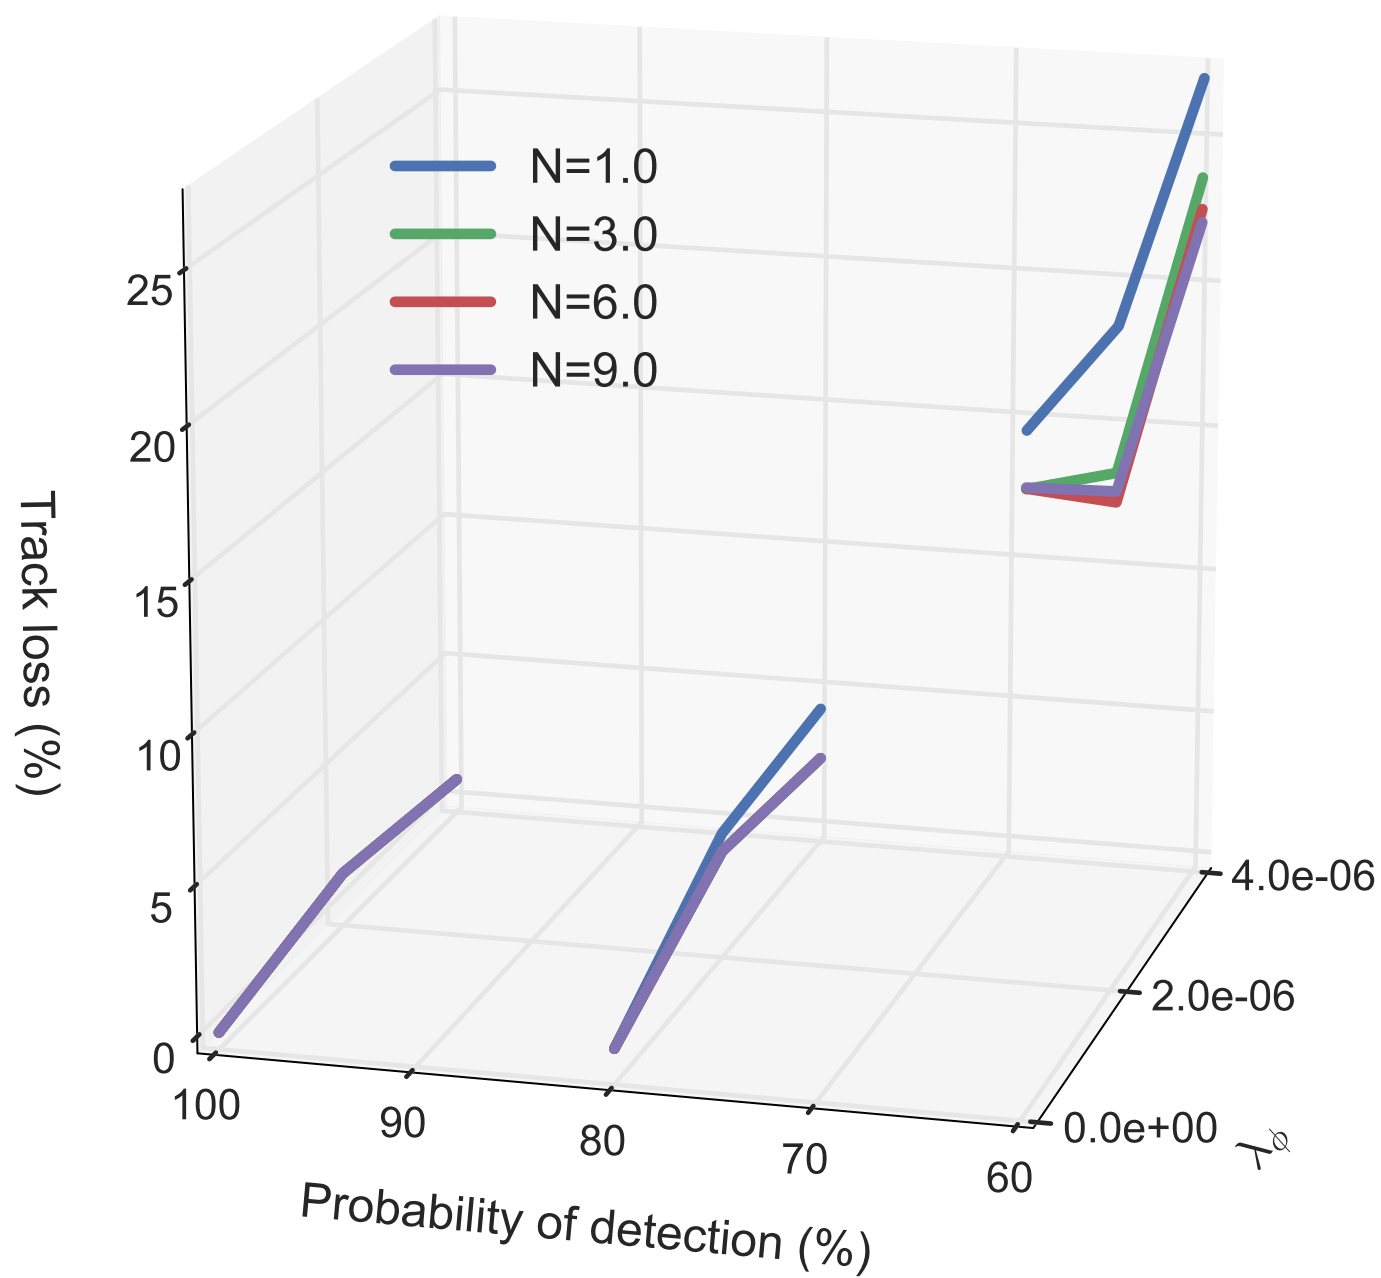 N=1.0
N=3.0
N=6.0
N=9.0
25
20
15
10
5
0
Track loss (%)
100
90
80
70
60
Probability of detection (%)
4.0e-06
2.0e-06
0.0e+00
λ^ø